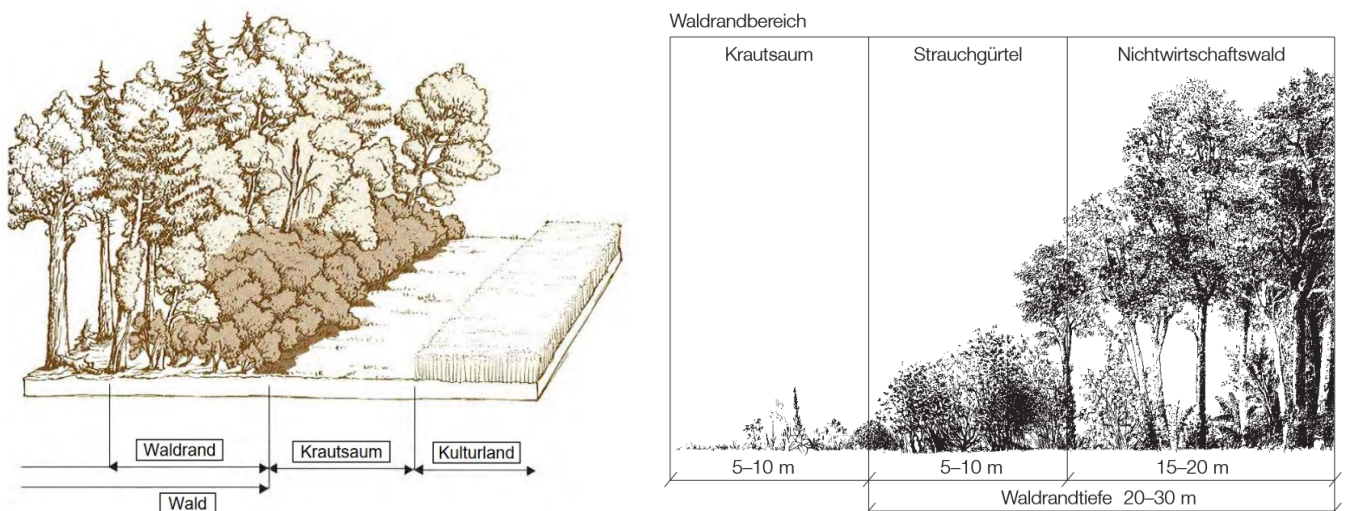 Waldrand
Krautsaum
Kulturland
Wald
Waldrandbereich
Krautsaum
Strauchgürtel
Nichtwirtschaftswald
5–10 m
5–10 m
15–20 m
Waldrandtiefe 20–30 m